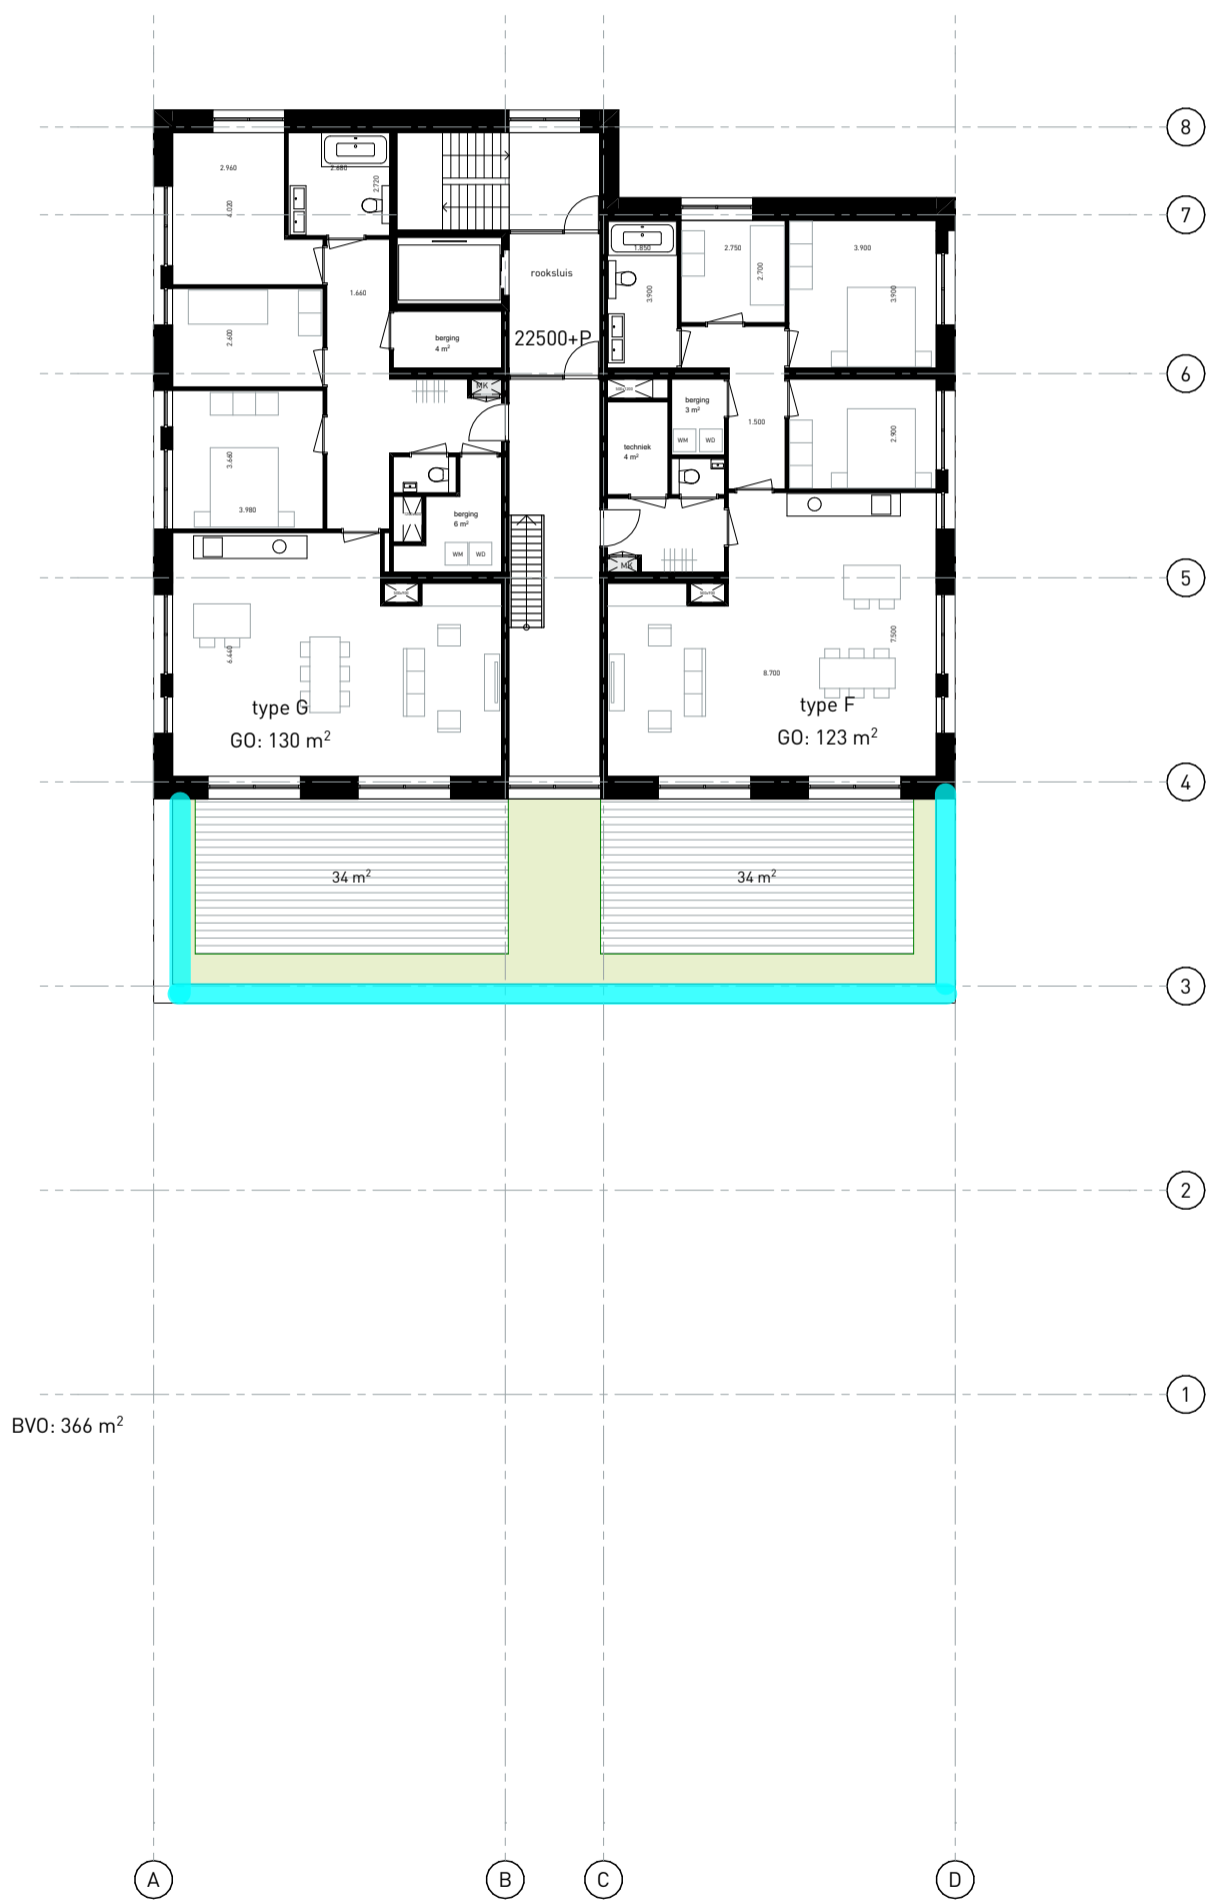 8
2.960
2.680
2.720
4.020
7
rooksluis
1.850
2.750
3.900
2.700
3.900
3.900
1.660
22500+P
berging
4 m²
2.600
6
MK
berging
3 m²
1.500
2.900
techniek
4 m²
WM
WD
3.660
3.980
berging
6 m²
WM
WD
MK
5
6.440
7.500
8.700
type G
GO: 130 m²
type F
GO: 123 m²
4
34 m²
34 m²
3
2
1
BVO: 366 m²
A
B
C
D